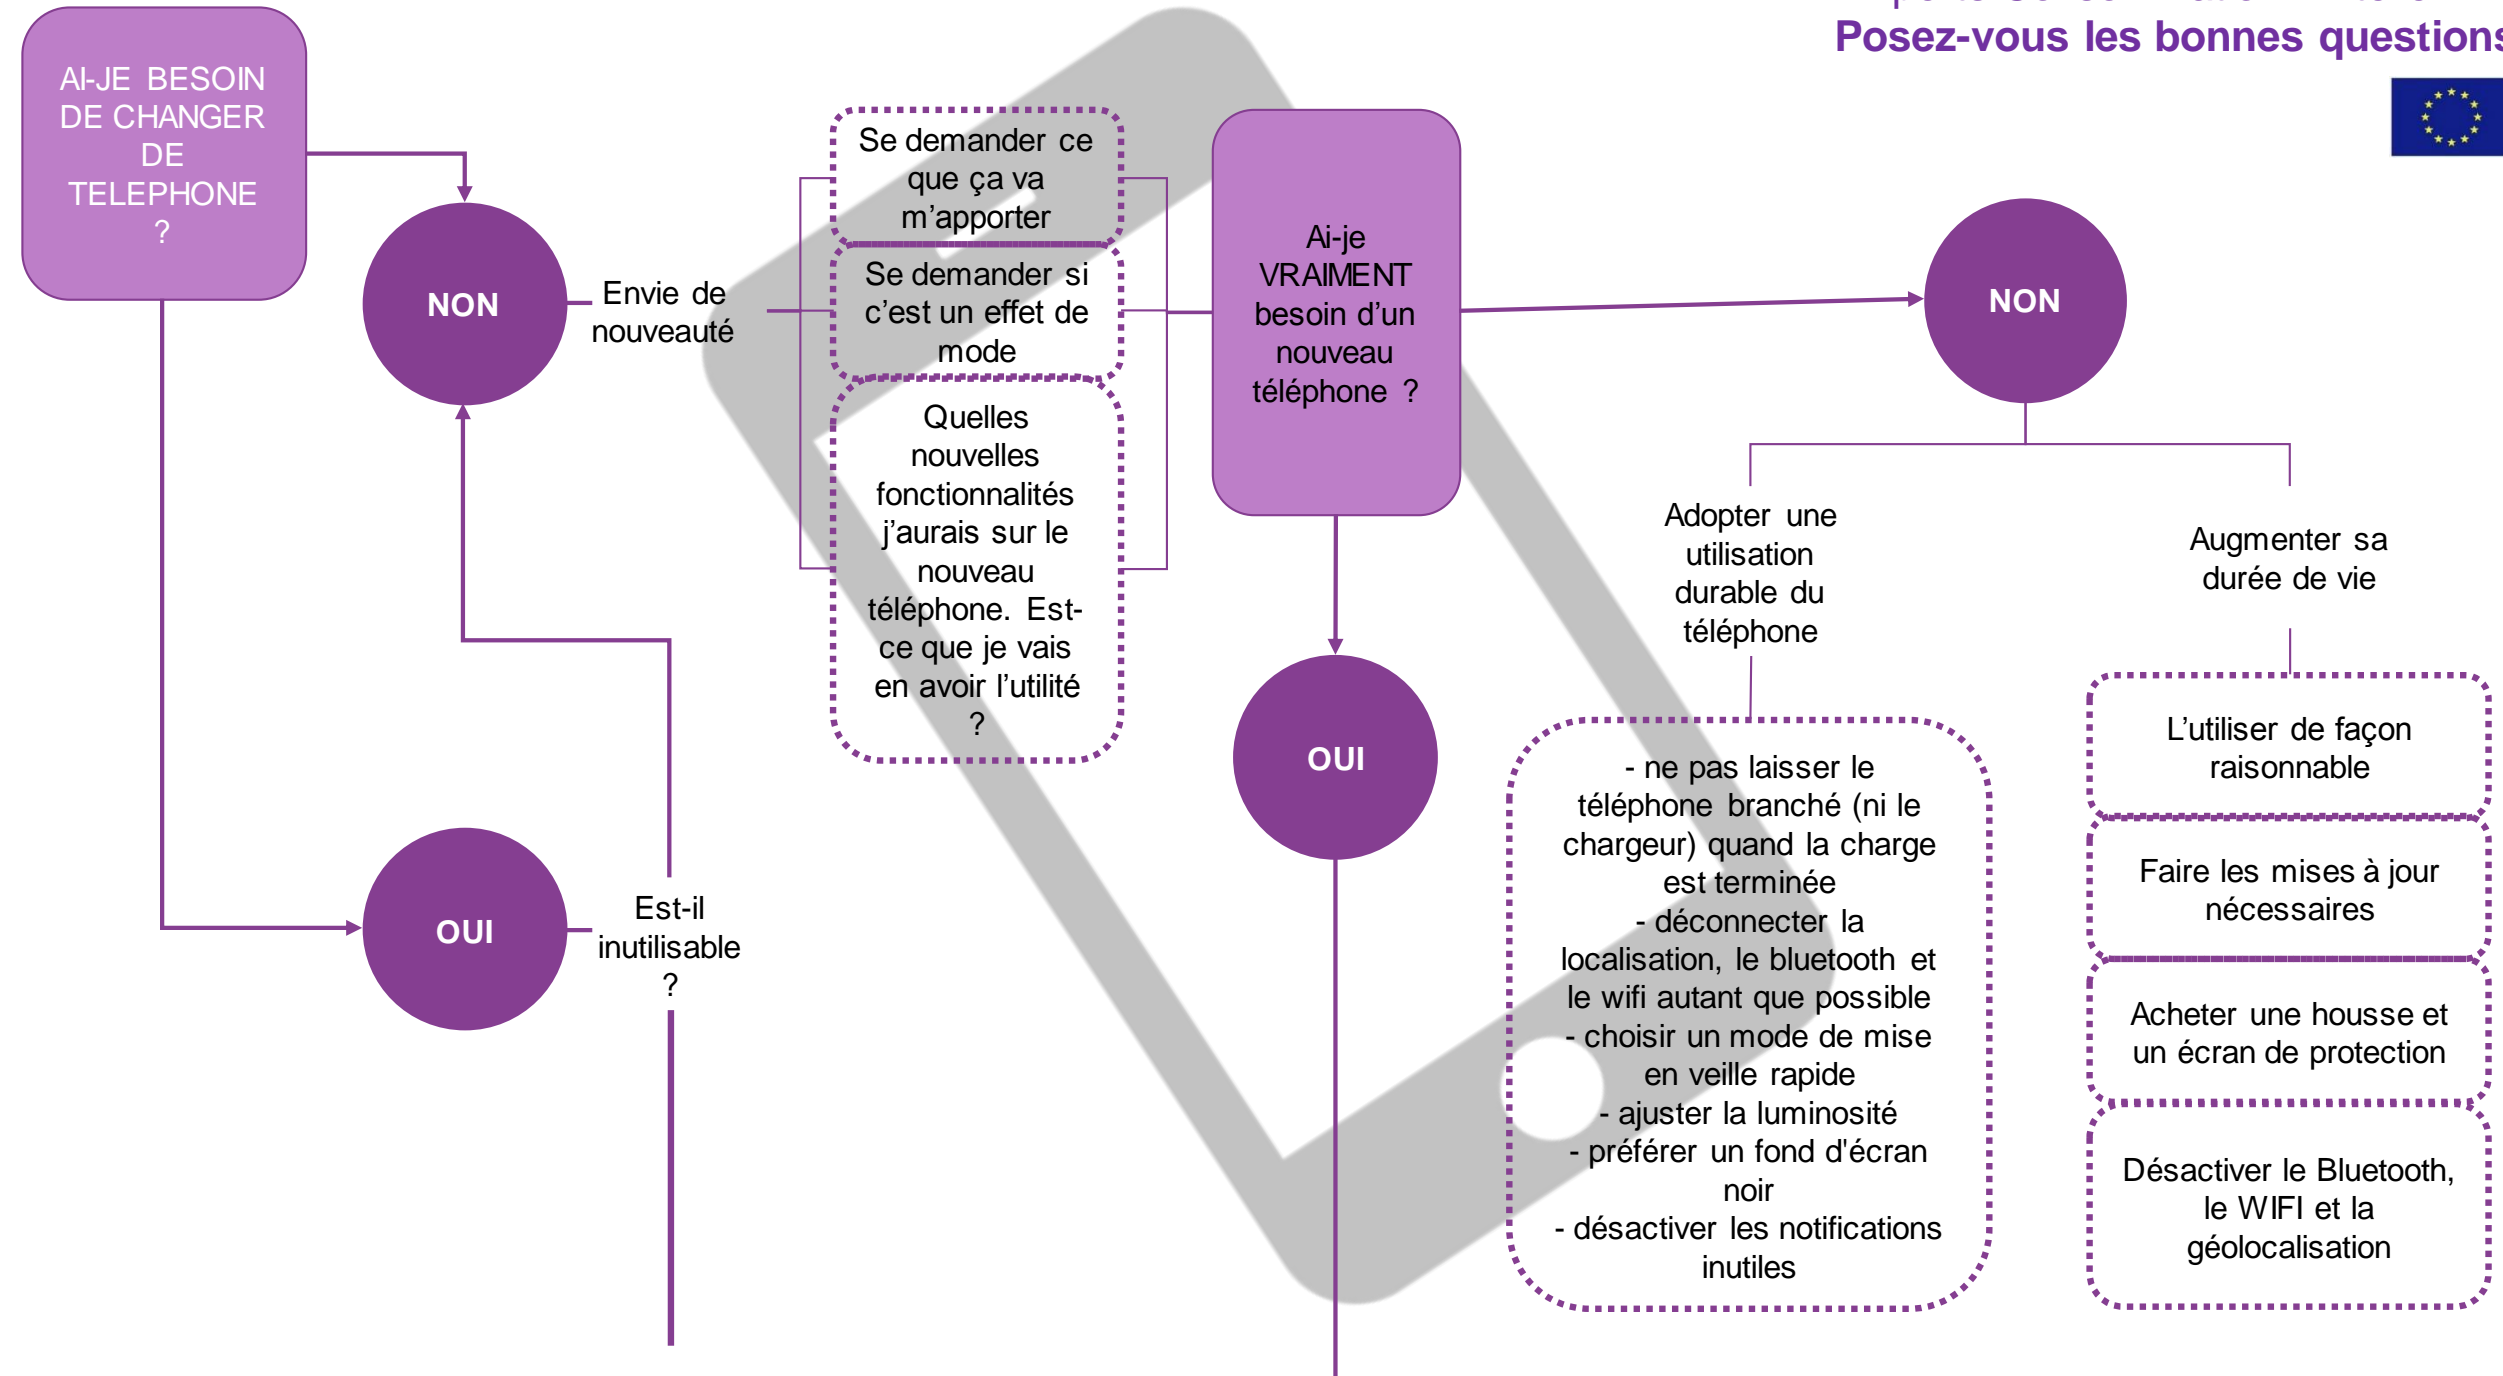 Posez-vous les bonnes questions
AI-JE BESOIN
DE CHANGER
DE
TELEPHONE
?
NON
Envie de
nouveauté
Se demander ce
que ça va
m'apporter
Se demander si
c'est un effet de
mode
Quelles
nouvelles
fonctionnalités
j'aurais sur le
nouveau
téléphone. Est-
ce que je vais
en avoir l'utilité
?
Ai-je
VRAIMENT
besoin d'un
nouveau
téléphone ?
NON
OUI
Adopter une
utilisation
durable du
téléphone
- ne pas laisser le
téléphone branché (ni le
chargeur) quand la charge
est terminée
- déconnecter la
localisation, le bluetooth et
le wifi autant que possible
- choisir un mode de mise
en veille rapide
- ajuster la luminosité
- préférer un fond d'écran
noir
- désactiver les notifications
inutiles
Augmenter sa
durée de vie
L'utiliser de façon
raisonnable
Faire les mises à jour
nécessaires
Acheter une housse et
un écran de protection
Désactiver le Bluetooth,
le WIFI et la
géolocalisation
OUI
Est-il
inutilisable
?